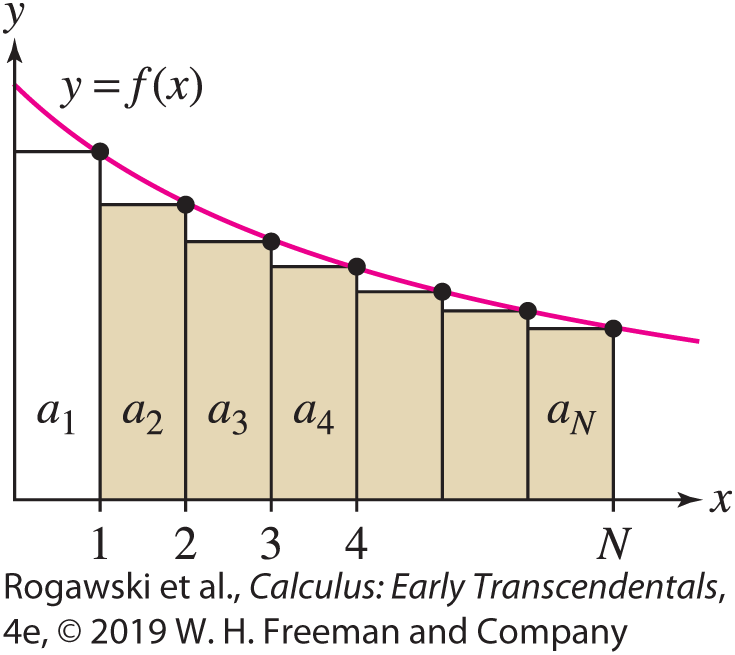 y
y = f(x)
a₁ a₂ a₃ a₄ a_N
x
1 2 3 4 N
Rogawski et al., Calculus: Early Transcendentals,
4e, © 2019 W. H. Freeman and Company